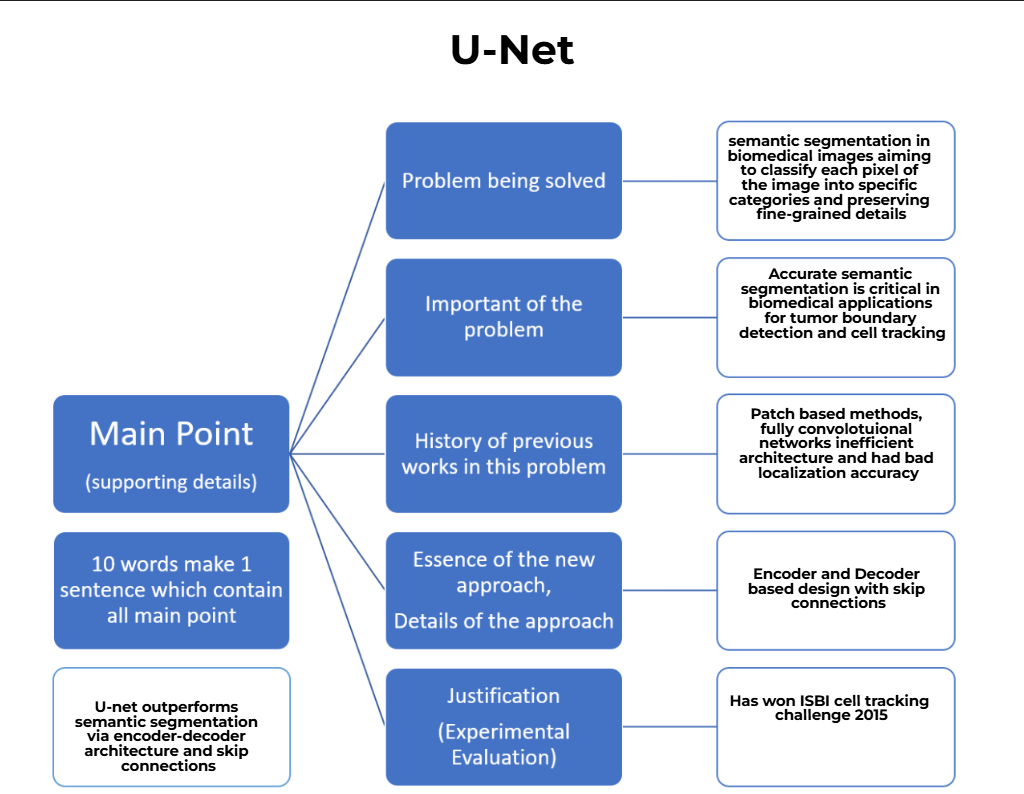 U-Net
Problem being solved
semantic segmentation in
biomedical images aiming
to classify each pixel of
the image into specific
categories and preserving
fine-grained details
Important of the
problem
Accurate semantic
segmentation is critical in
biomedical applications
for tumor boundary
detection and cell tracking
Main Point
(supporting details)
History of previous
works in this problem
Patch based methods,
fully convolotuional
networks inefficient
architecture and had bad
localization accuracy
10 words make 1
sentence which contain
all main point
Essence of the new
approach,
Details of the approach
Encoder and Decoder
based design with skip
connections
U-net outperforms
semantic segmentation
via encoder-decoder
architecture and skip
connections
Justification
(Experimental
Evaluation)
Has won ISBI cell tracking
challenge 2015